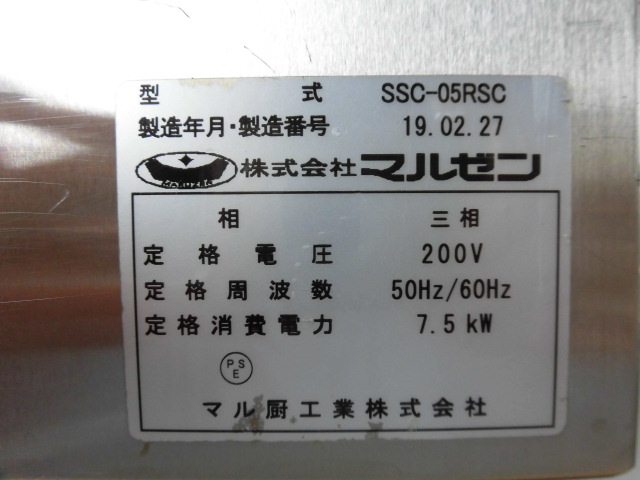 型 式 SSC-05RSC
製造年月・製造番号 19.02.27
MARUZEN 株式会社 マルゼン
相 三相
定格電圧 200V
定格周波数 50Hz/60Hz
定格消費電力 7.5kW
PS
E
マル厨工業株式会社